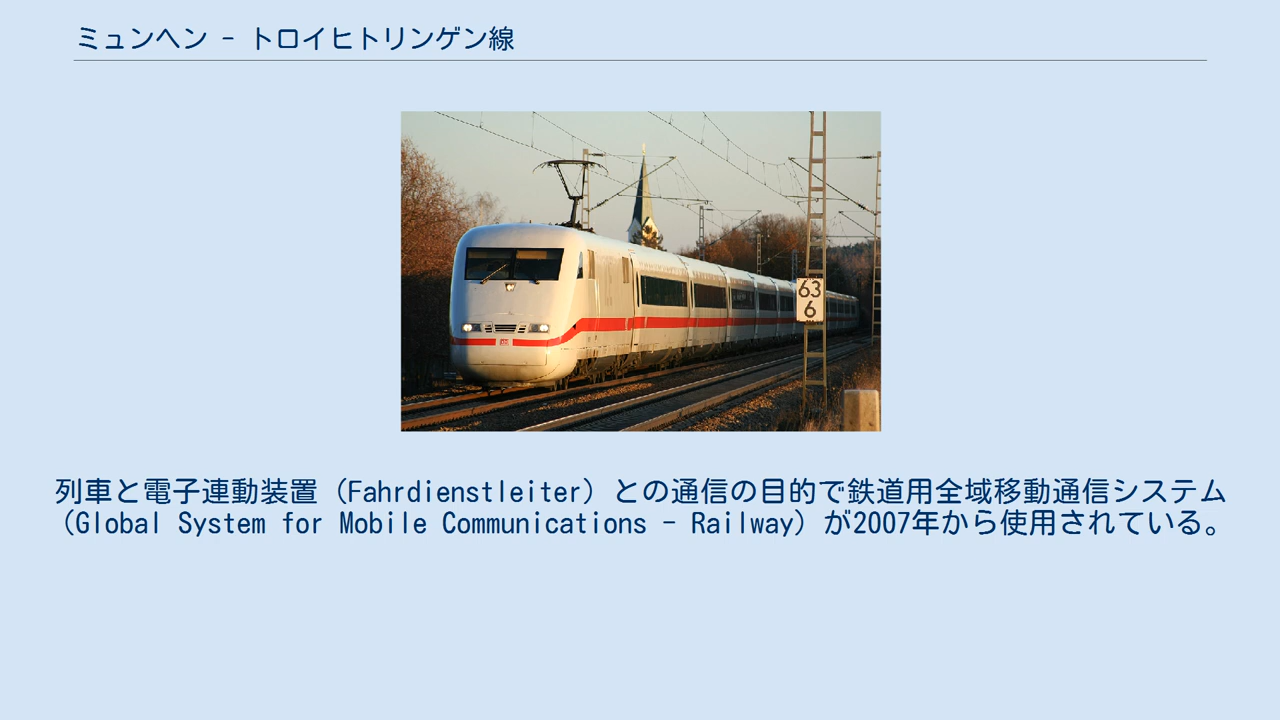 ミュンヘン - トロイヒトリンゲン線
63
6
列車と電子連動装置（Fahrdienstleiter）との通信の目的で鉄道用全域移動通信システム
（Global System for Mobile Communications - Railway）が2007年から使用されている。